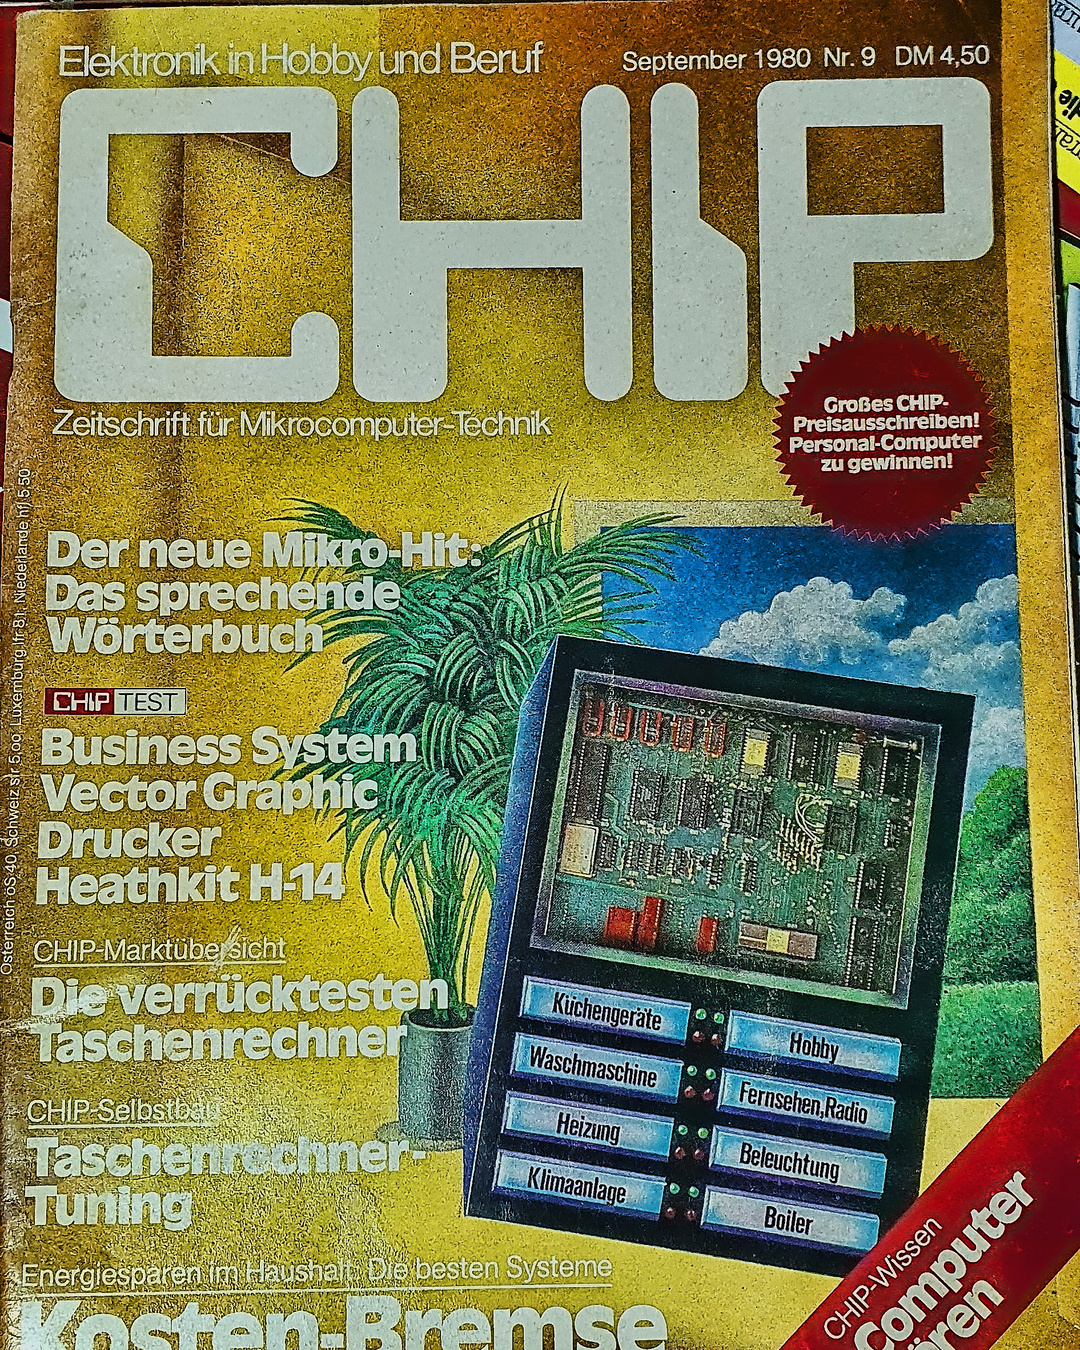 Elektronik in Hobby und Beruf
September 1980 Nr. 9 DM 4,50
CHIP
Zeitschrift für Mikrocomputer-Technik
Großes CHIP-
Preisausschreiben!
Personal-Computer
zu gewinnen!
Österreich öS 40, Schweiz sfr 5,00, Luxemburg lfr 81, Niederlande hfl 5,50
Der neue Mikro-Hit:
Das sprechende
Wörterbuch
CHIP TEST
Business System
Vector Graphic
Drucker
Heathkit H-14
CHIP-Marktübersicht
Die verrücktesten
Taschenrechner
CHIP-Selbstbau
Taschenrechner-
Tuning
Energiesparen im Haushalt: Die besten Systeme
Kosten-Bremse
Küchengeräte
Waschmaschine
Heizung
Klimaanlage
Hobby
Fernsehen,Radio
Beleuchtung
Boiler
CHIP-Wissen
Computer